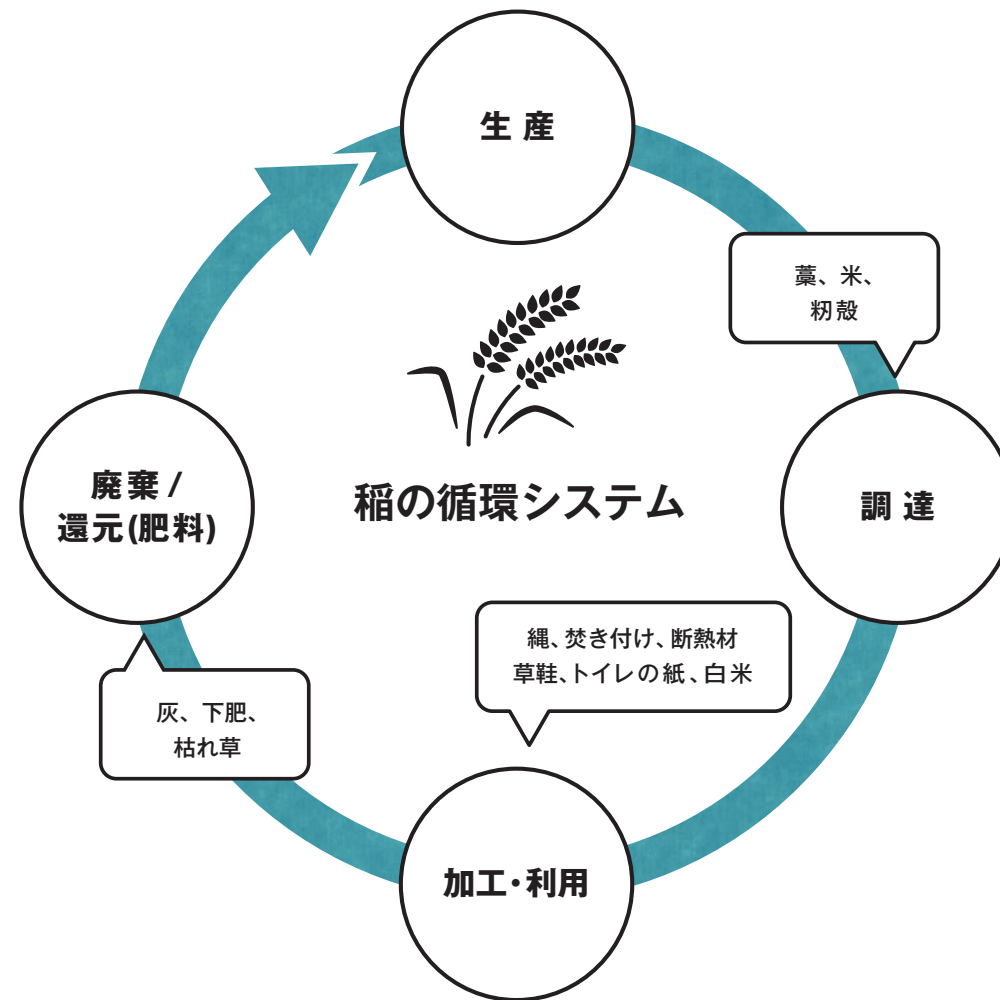 生産
藁、米、
籾殻
廃棄/
還元(肥料)
稲の循環システム
調達
縄、焚き付け、断熱材
草鞋、トイレの紙、白米
灰、下肥、
枯れ草
加工・利用